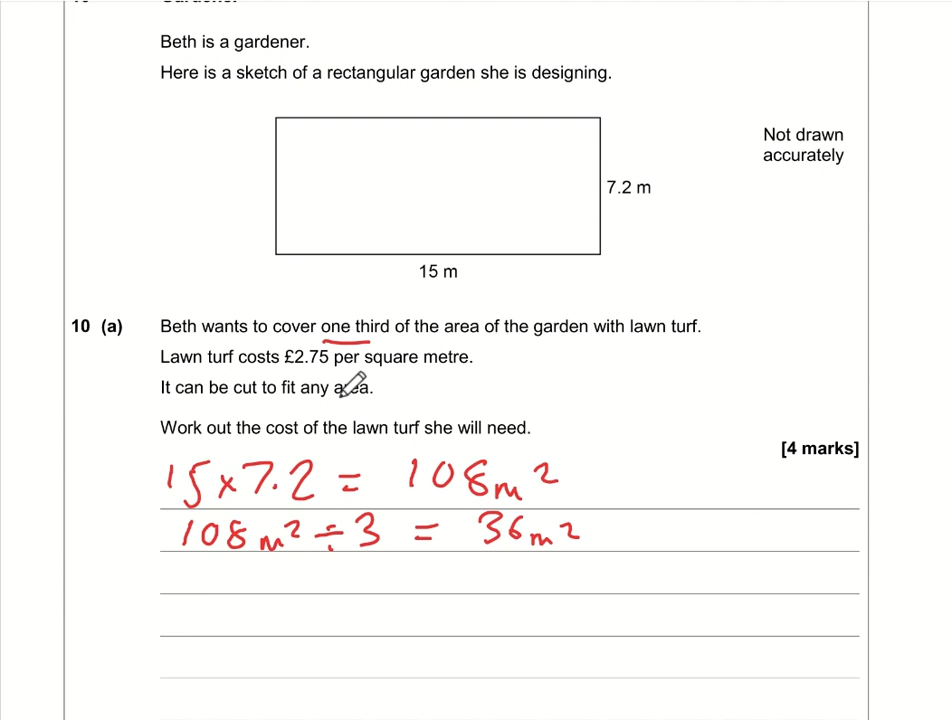 Beth is a gardener.
Here is a sketch of a rectangular garden she is designing.
Not drawn
accurately
7.2 m
15 m
10 (a) Beth wants to cover one third of the area of the garden with lawn turf.
Lawn turf costs £2.75 per square metre.
It can be cut to fit any area.
Work out the cost of the lawn turf she will need.
[4 marks]
15 × 7.2 = 108m²
108m² ÷ 3 = 36m²